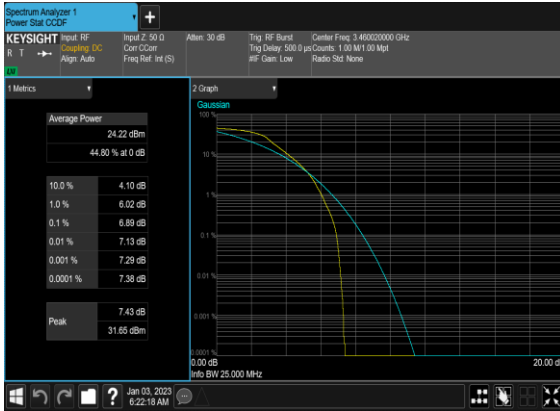 Spectrum Analyzer 1
Power Stat CCDF
+
KEYSIGHT
R T
Input: RF
Coupling: DC
Align: Auto
Input Z: 50 Ω
Corr CCorr
Freq Ref: Int (S)
Atten: 30 dB
Trig: RF Burst
Trig Delay: 500.0 µs
#IF Gain: Low
Center Freq: 3.460020000 GHz
Counts: 1.00 M/1.00 Mpt
Radio Std: None
1 Metrics
Average Power
24.22 dBm
44.80 % at 0 dB
10.0 % 4.10 dB
1.0 % 6.02 dB
0.1 % 6.89 dB
0.01 % 7.13 dB
0.001 % 7.29 dB
0.0001 % 7.38 dB
Peak
7.43 dB
31.65 dBm
2 Graph
Gaussian
100 %
10 %
1 %
0.1 %
0.01 %
0.001 %
0.0001 %
0.00 dB
20.00 d
Info BW 25.000 MHz
?
Jan 03, 2023
6:22:18 AM